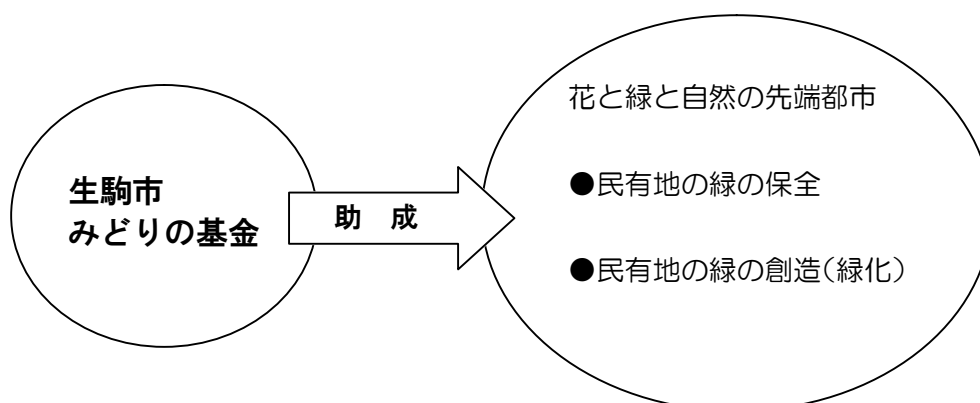 生駒市
みどりの基金
助 成
花と緑と自然の先端都市
●民有地の緑の保全
●民有地の緑の創造(緑化)